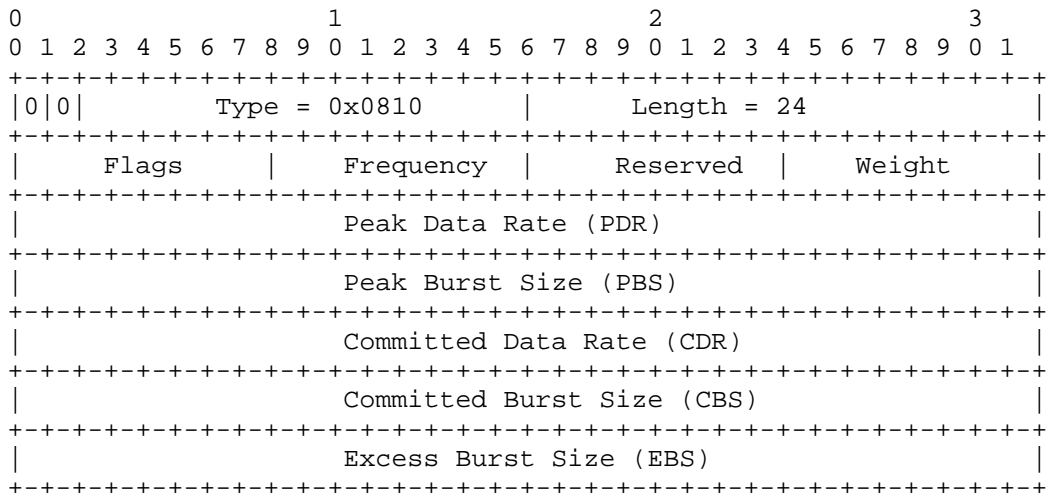 0                   1                   2                   3
0 1 2 3 4 5 6 7 8 9 0 1 2 3 4 5 6 7 8 9 0 1 2 3 4 5 6 7 8 9 0 1
+-+-+-+-+-+-+-+-+-+-+-+-+-+-+-+-+-+-+-+-+-+-+-+-+-+-+-+-+-+-+-+-+
|0|0|        Type = 0x0810      |      Length = 24              |
+-+-+-+-+-+-+-+-+-+-+-+-+-+-+-+-+-+-+-+-+-+-+-+-+-+-+-+-+-+-+-+-+
|     Flags     |    Frequency  |     Reserved  |    Weight     |
+-+-+-+-+-+-+-+-+-+-+-+-+-+-+-+-+-+-+-+-+-+-+-+-+-+-+-+-+-+-+-+-+
|                    Peak Data Rate (PDR)                       |
+-+-+-+-+-+-+-+-+-+-+-+-+-+-+-+-+-+-+-+-+-+-+-+-+-+-+-+-+-+-+-+-+
|                    Peak Burst Size (PBS)                      |
+-+-+-+-+-+-+-+-+-+-+-+-+-+-+-+-+-+-+-+-+-+-+-+-+-+-+-+-+-+-+-+-+
|                    Committed Data Rate (CDR)                  |
+-+-+-+-+-+-+-+-+-+-+-+-+-+-+-+-+-+-+-+-+-+-+-+-+-+-+-+-+-+-+-+-+
|                    Committed Burst Size (CBS)                 |
+-+-+-+-+-+-+-+-+-+-+-+-+-+-+-+-+-+-+-+-+-+-+-+-+-+-+-+-+-+-+-+-+
|                    Excess Burst Size (EBS)                    |
+-+-+-+-+-+-+-+-+-+-+-+-+-+-+-+-+-+-+-+-+-+-+-+-+-+-+-+-+-+-+-+-+